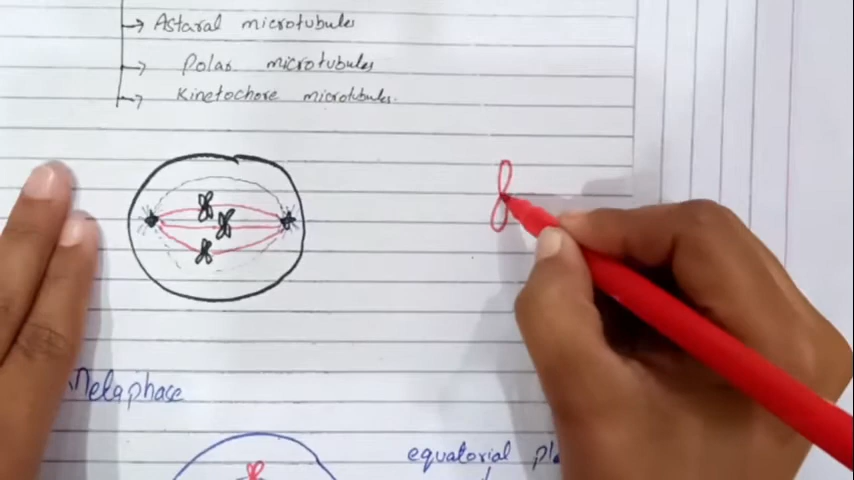 Astaral microtubules
Polar microtubules
Kinetochore microtubules.
Metaphase
equatorial